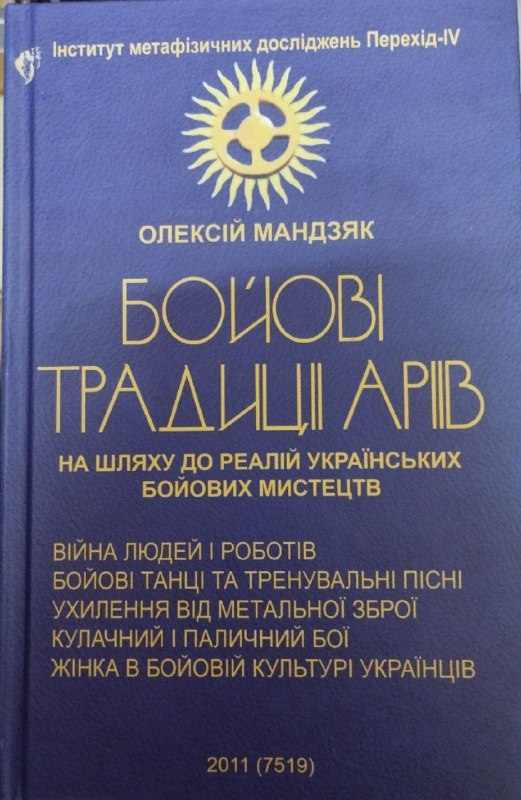 Інститут метафізичних досліджень Перехід-IV
ОЛЕКСІЙ МАНДЗЯК
БОЙОВІ
ТРАДИЦІЇ АРІЇВ
НА ШЛЯХУ ДО РЕАЛІЙ УКРАЇНСЬКИХ
БОЙОВИХ МИСТЕЦТВ
ВІЙНА ЛЮДЕЙ І РОБОТІВ
БОЙОВІ ТАНЦІ ТА ТРЕНУВАЛЬНІ ПІСНІ
УХИЛЕННЯ ВІД МЕТАЛЬНОЇ ЗБРОЇ
КУЛАЧНИЙ І ПАЛИЧНИЙ БОЇ
ЖІНКА В БОЙОВІЙ КУЛЬТУРІ УКРАЇНЦІВ
2011 (7519)